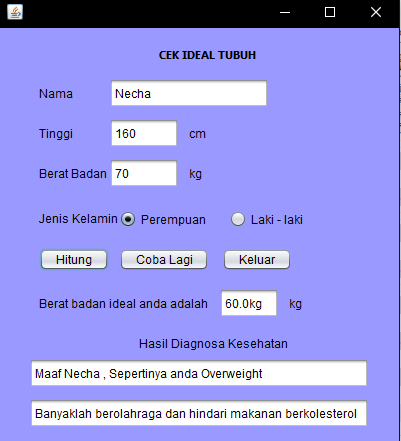 CEK IDEAL TUBUH
Nama Necha
Tinggi 160 cm
Berat Badan 70 kg
Jenis Kelamin Perempuan Laki - laki
Hitung Coba Lagi Keluar
Berat badan ideal anda adalah 60.0kg kg
Hasil Diagnosa Kesehatan
Maaf Necha , Sepertinya anda Overweight
Banyaklah berolahraga dan hindari makanan berkolesterol